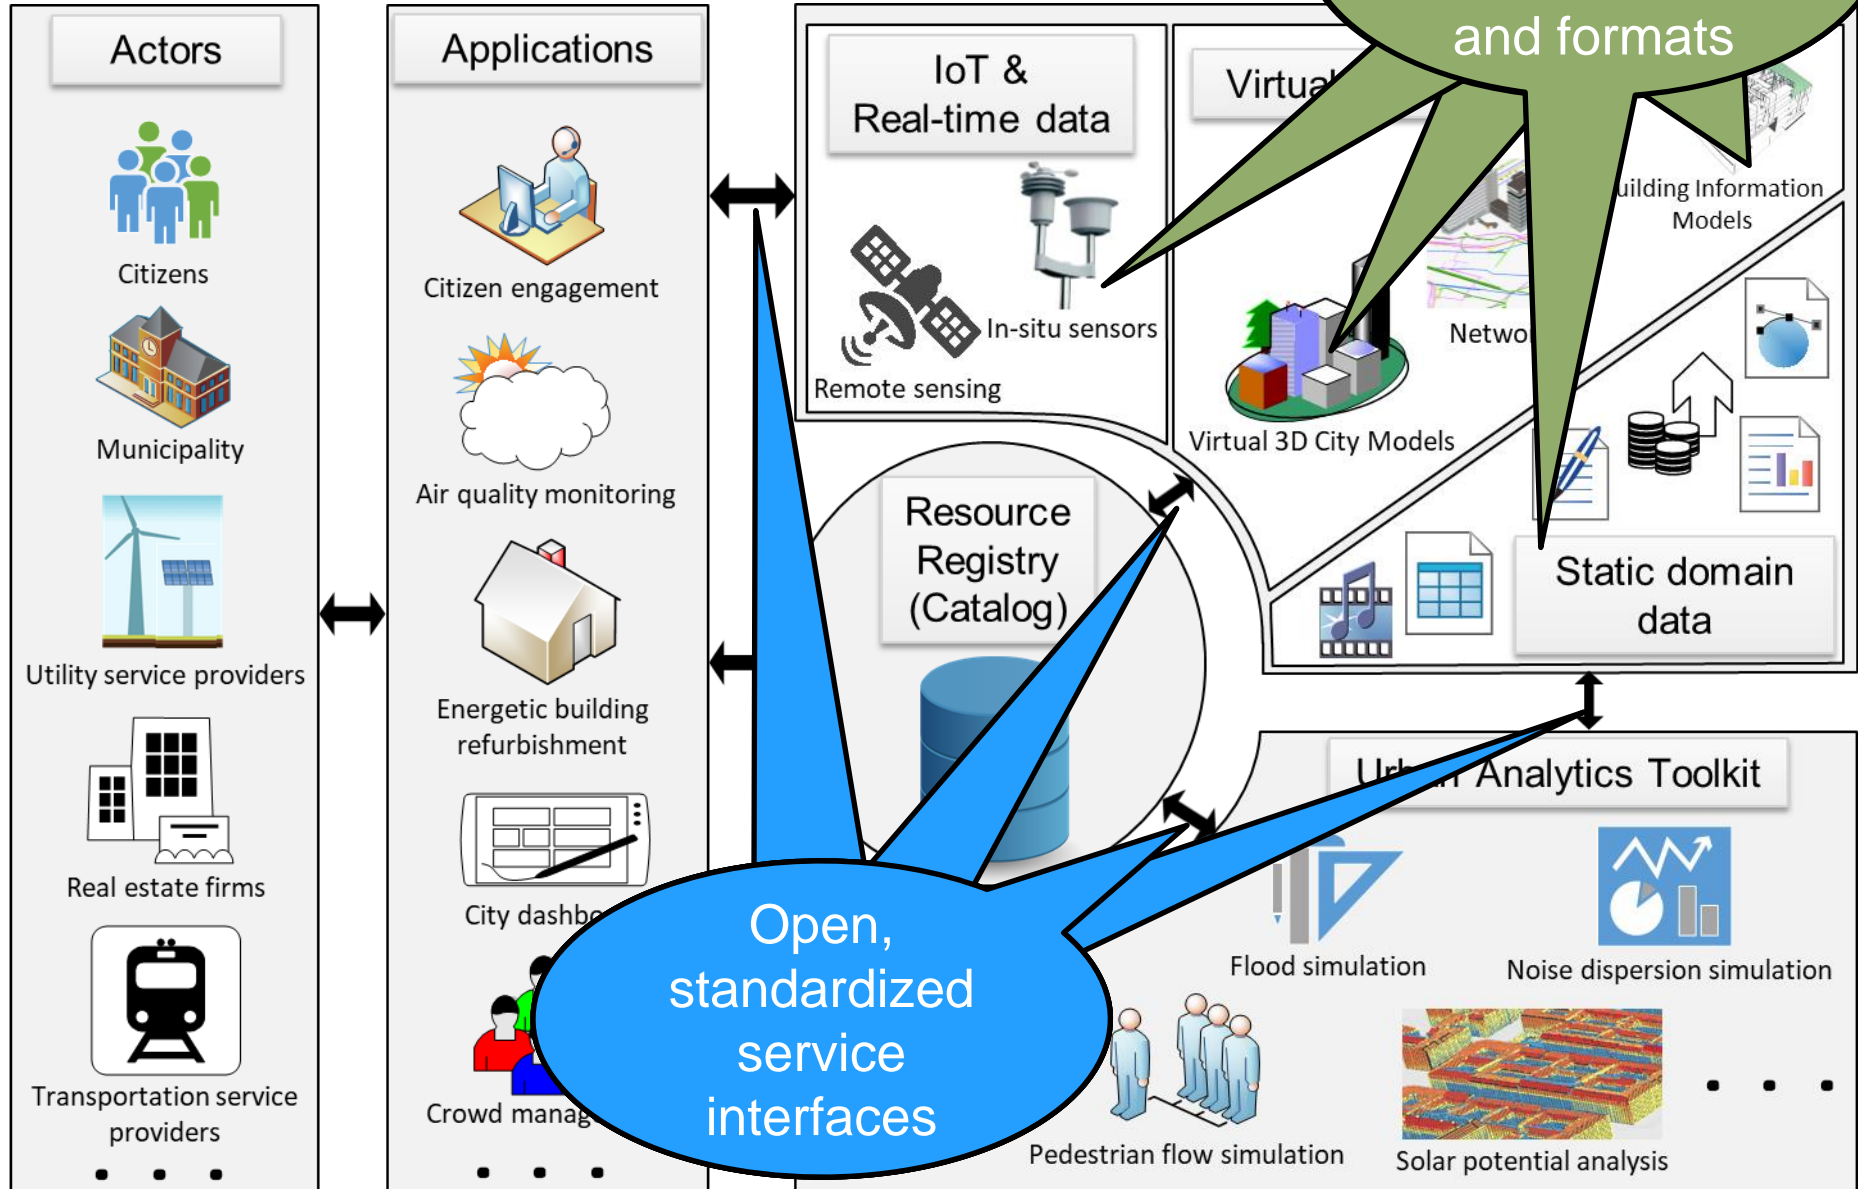 Actors
Citizens
Municipality
Utility service providers
Real estate firms
Transportation service
providers
. . .
Applications
Citizen engagement
Air quality monitoring
Energetic building
refurbishment
City
Crowd
. . .
IoT &
Real-time data
In-situ sensors
Remote sensing
and formats
Information
Models
Virtual 3D City Models
Static domain
data
Resource
Registry
(Catalog)
Analytics Toolkit
Flood simulation
Noise dispersion simulation
Pedestrian flow simulation
Solar potential analysis
. . .
Open,
standardized
service
interfaces